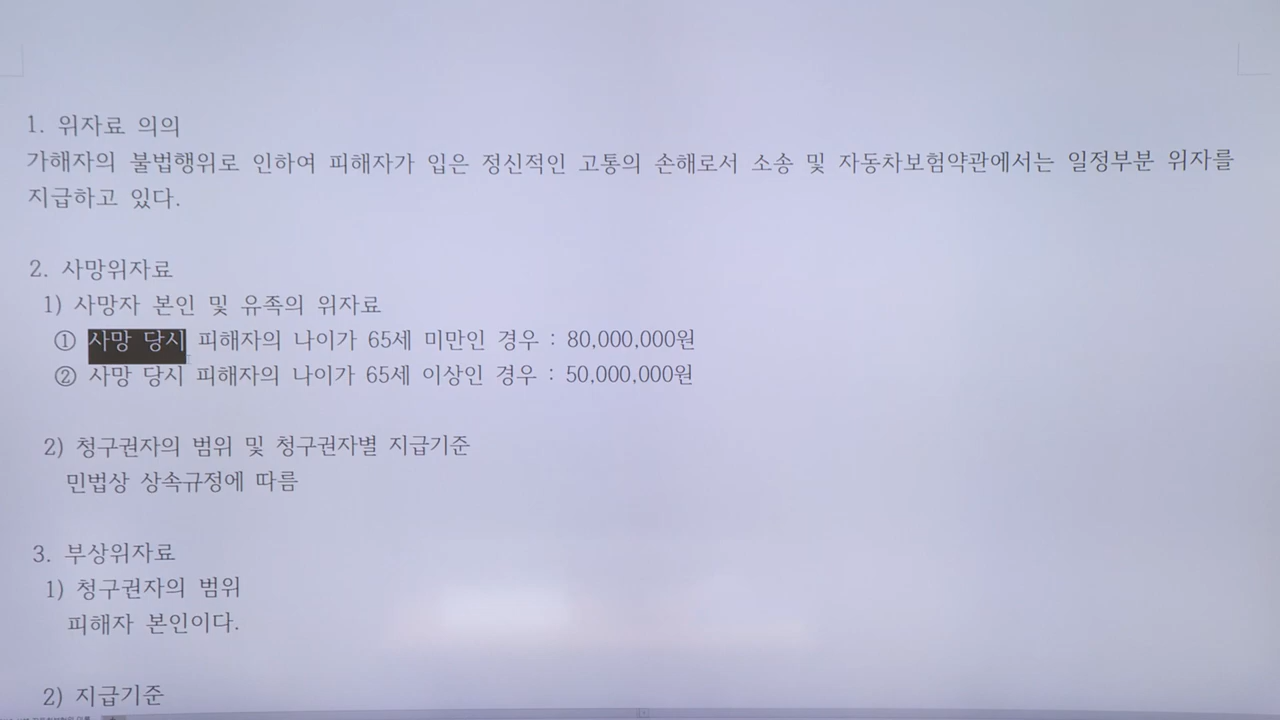 1. 위자료 의의
가해자의 불법행위로 인하여 피해자가 입은 정신적인 고통의 손해로서 소송 및 자동차보험약관에서는 일정부분 위자를
지급하고 있다.
2. 사망위자료
1) 사망자 본인 및 유족의 위자료
① 사망 당시 피해자의 나이가 65세 미만인 경우 : 80,000,000원
② 사망 당시 피해자의 나이가 65세 이상인 경우 : 50,000,000원
2) 청구권자의 범위 및 청구권자별 지급기준
민법상 상속규정에 따름
3. 부상위자료
1) 청구권자의 범위
피해자 본인이다.
2) 지급기준